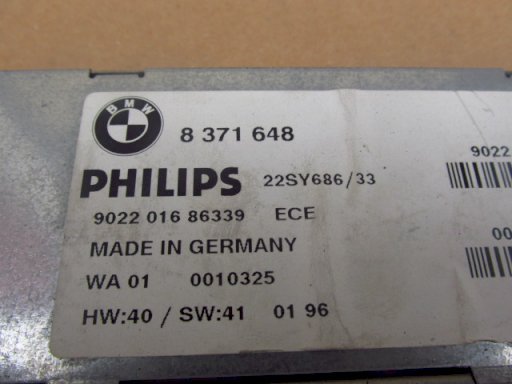 BMW
8 371 648
PHILIPS 22SY686/33
9022 016 86339 ECE
MADE IN GERMANY
WA 01 0010325
HW:40 / SW:41 01 96
9022
00